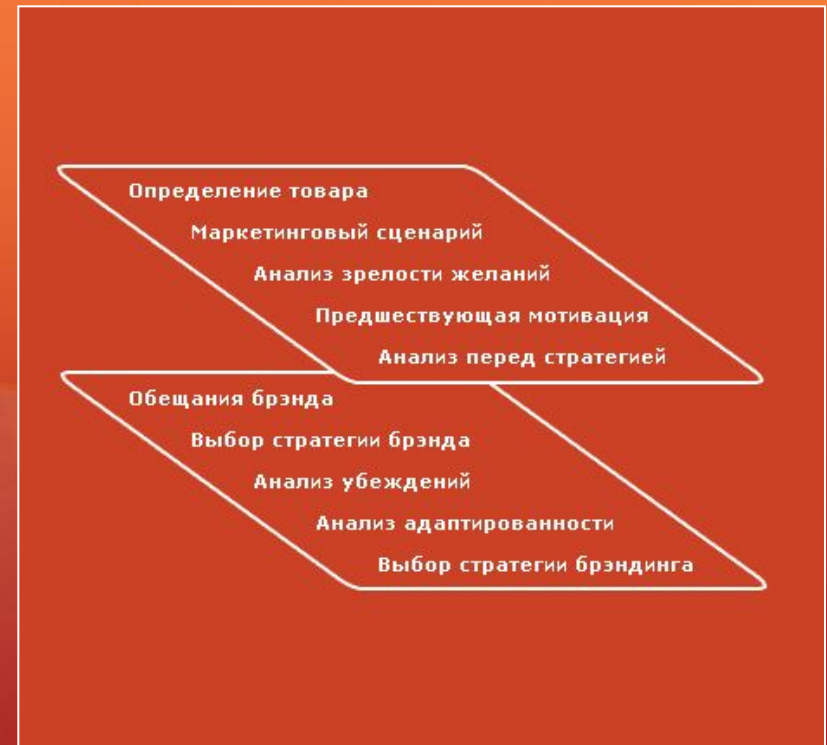 Определение товара
Маркетинговый сценарий
Анализ зрелости желаний
Предшествующая мотивация
Анализ перед стратегией
Обещания брэнда
Выбор стратегии брэнда
Анализ убеждений
Анализ адаптированности
Выбор стратегии брэндинга